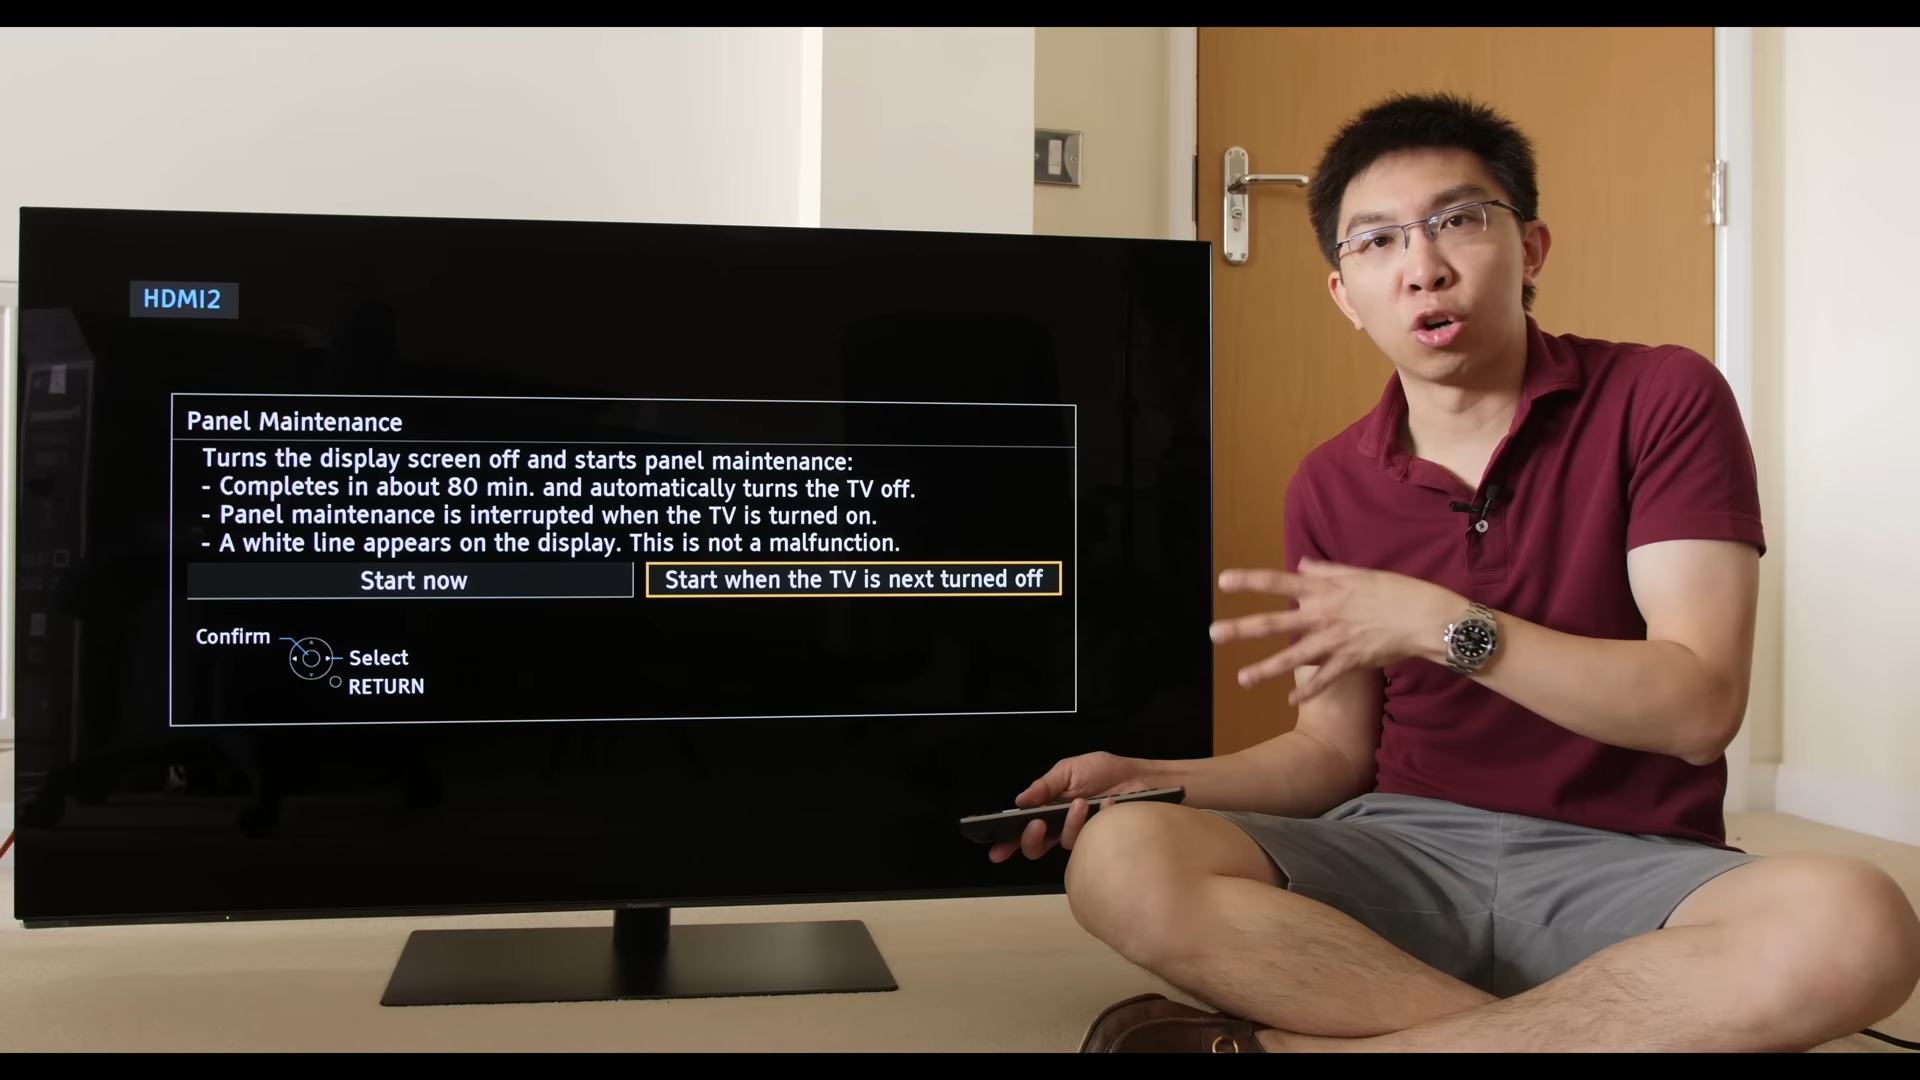 HDMI2
Panel Maintenance
Turns the display screen off and starts panel maintenance:
- Completes in about 80 min. and automatically turns the TV off.
- Panel maintenance is interrupted when the TV is turned on.
- A white line appears on the display. This is not a malfunction.
Start now
Start when the TV is next turned off
Confirm
Select
RETURN
Panasonic